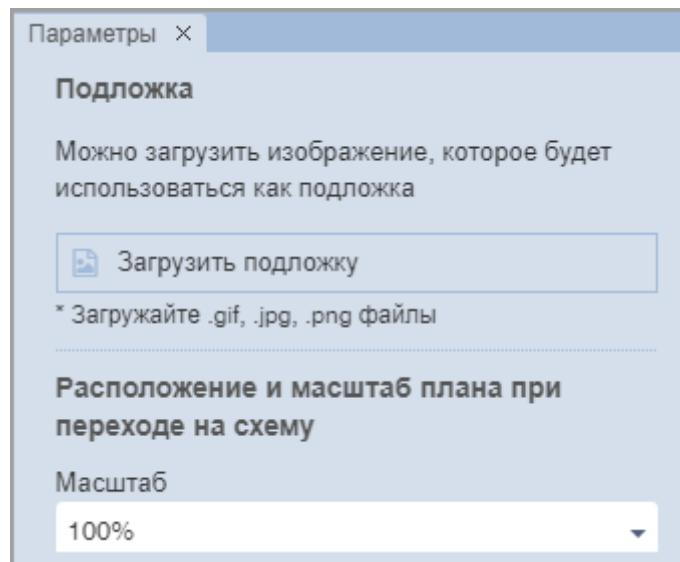 Параметры ×
Подложка
Можно загрузить изображение, которое будет
использоваться как подложка
Загрузить подложку
* Загружайте .gif, .jpg, .png файлы
Расположение и масштаб плана при
переходе на схему
Масштаб
100%